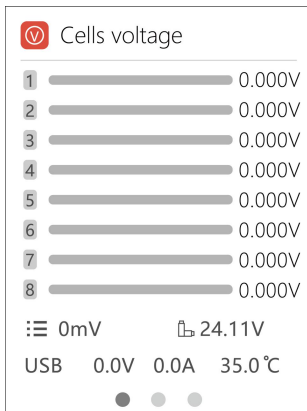 V Cells voltage
1 0.000V
2 0.000V
3 0.000V
4 0.000V
5 0.000V
6 0.000V
7 0.000V
8 0.000V
0mV 24.11V
USB 0.0V 0.0A 35.0℃